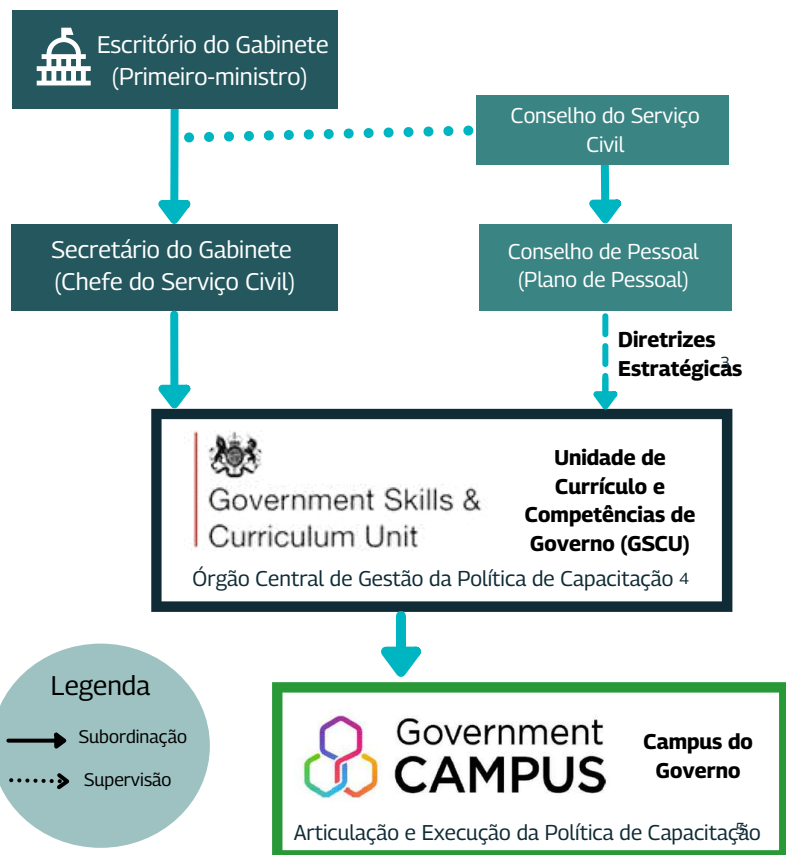 Escritório do Gabinete
(Primeiro-ministro)
Conselho do Serviço
Civil
Secretário do Gabinete
(Chefe do Serviço Civil)
Conselho de Pessoal
(Plano de Pessoal)
Diretrizes
Estratégicas 3
Government Skills &
Curriculum Unit
Unidade de
Currículo e
Competências de
Governo (GSCU)
Órgão Central de Gestão da Política de Capacitação 4
Legenda
Subordinação
Supervisão
Government
CAMPUS
Campus do
Governo
Articulação e Execução da Política de Capacitação 5